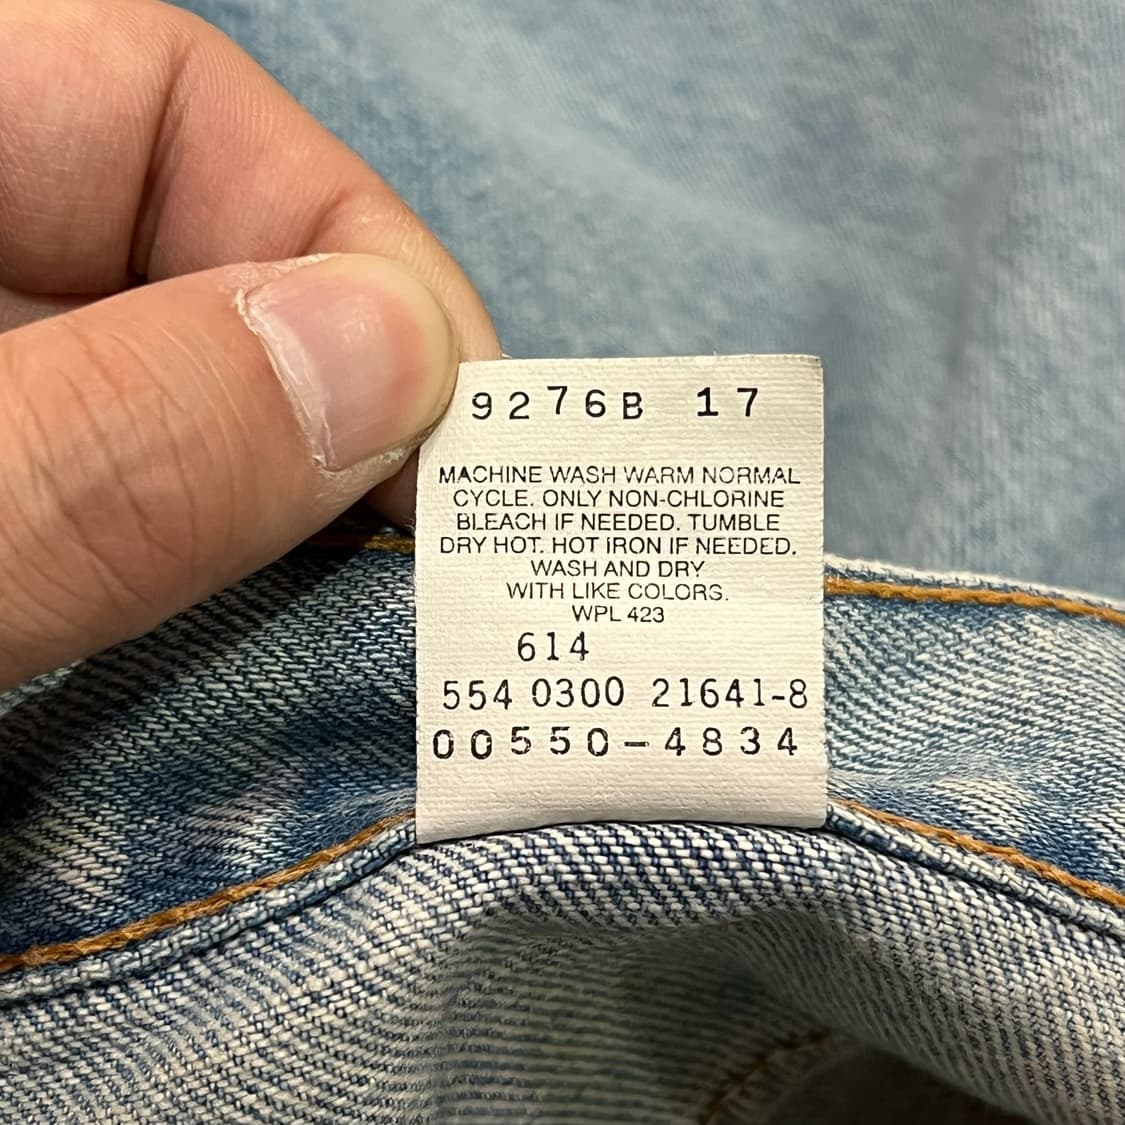 9276B 17
MACHINE WASH WARM NORMAL
CYCLE. ONLY NON-CHLORINE
BLEACH IF NEEDED. TUMBLE
DRY HOT. HOT IRON IF NEEDED.
WASH AND DRY
WITH LIKE COLORS.
WPL 423
614
554 0300 21641-8
00550-4834